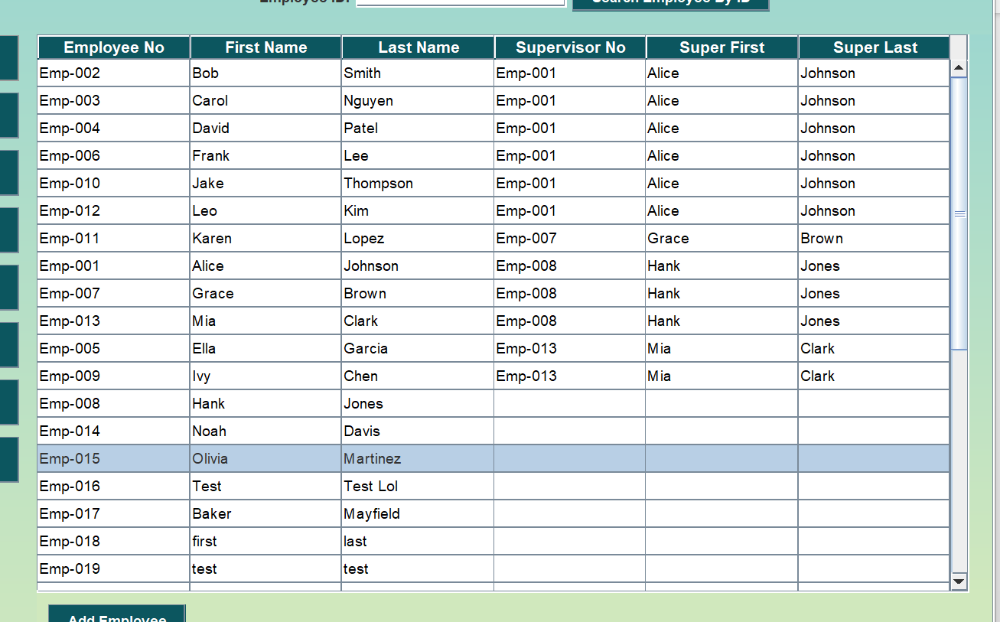 Employee ID:
Search Employee By ID
Employee No First Name Last Name Supervisor No Super First Super Last
Emp-002 Bob Smith Emp-001 Alice Johnson
Emp-003 Carol Nguyen Emp-001 Alice Johnson
Emp-004 David Patel Emp-001 Alice Johnson
Emp-006 Frank Lee Emp-001 Alice Johnson
Emp-010 Jake Thompson Emp-001 Alice Johnson
Emp-012 Leo Kim Emp-001 Alice Johnson
Emp-011 Karen Lopez Emp-007 Grace Brown
Emp-001 Alice Johnson Emp-008 Hank Jones
Emp-007 Grace Brown Emp-008 Hank Jones
Emp-013 Mia Clark Emp-008 Hank Jones
Emp-005 Ella Garcia Emp-013 Mia Clark
Emp-009 Ivy Chen Emp-013 Mia Clark
Emp-008 Hank Jones
Emp-014 Noah Davis
Emp-015 Olivia Martinez
Emp-016 Test Test Lol
Emp-017 Baker Mayfield
Emp-018 first last
Emp-019 test test
Add Employee